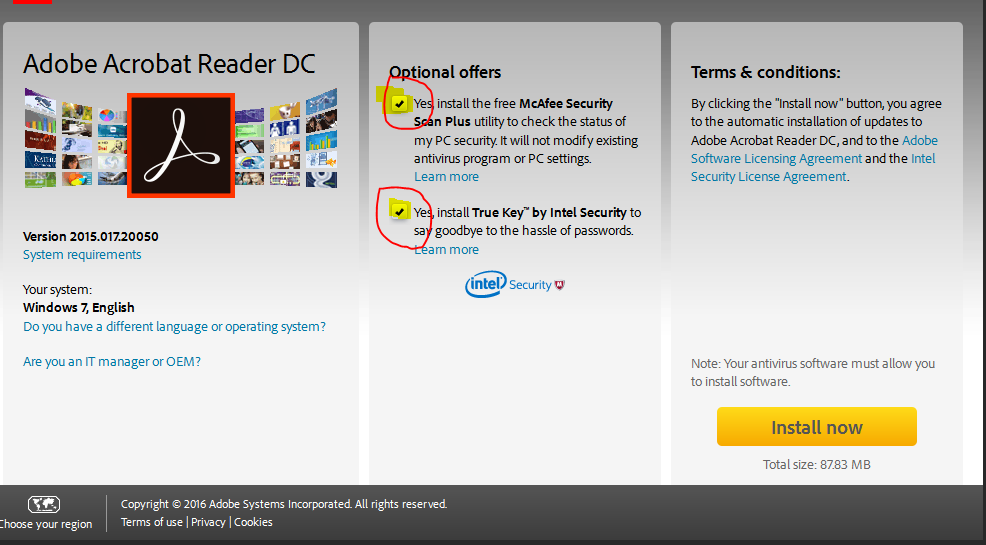 Adobe Acrobat Reader DC
Version 2015.017.20050
System requirements
Your system:
Windows 7, English
Do you have a different language or operating system?
Are you an IT manager or OEM?
Optional offers
Yes, install the free McAfee Security
Scan Plus utility to check the status of
my PC security. It will not modify existing
antivirus program or PC settings.
Learn more
Yes, install True Key™ by Intel Security to
say goodbye to the hassle of passwords.
Learn more
intel Security
Terms & conditions:
By clicking the "Install now" button, you agree
to the automatic installation of updates to
Adobe Acrobat Reader DC, and to the Adobe
Software Licensing Agreement and the Intel
Security License Agreement.
Note: Your antivirus software must allow you
to install software.
Install now
Total size: 87.83 MB
Choose your region
Copyright © 2016 Adobe Systems Incorporated. All rights reserved.
Terms of use | Privacy | Cookies